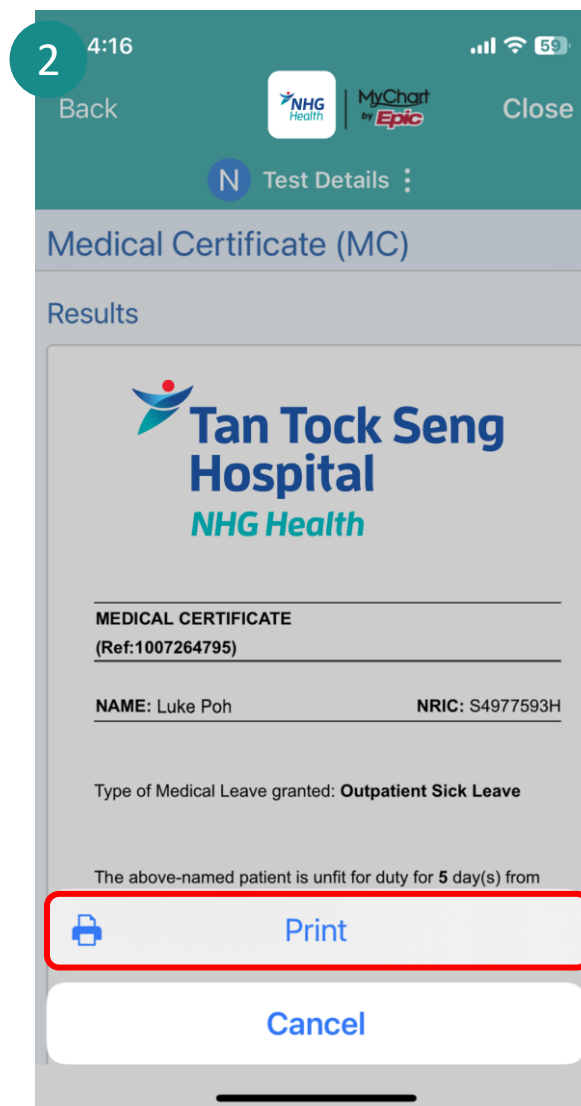 2
4:16
59
Back
NHG
Health
MyChart
by Epic
Close
N Test Details
Medical Certificate (MC)
Results
Tan Tock Seng
Hospital
NHG Health
MEDICAL CERTIFICATE
(Ref:1007264795)
NAME: Luke Poh NRIC: S4977593H
Type of Medical Leave granted: Outpatient Sick Leave
The above-named patient is unfit for duty for 5 day(s) from
Print
Cancel